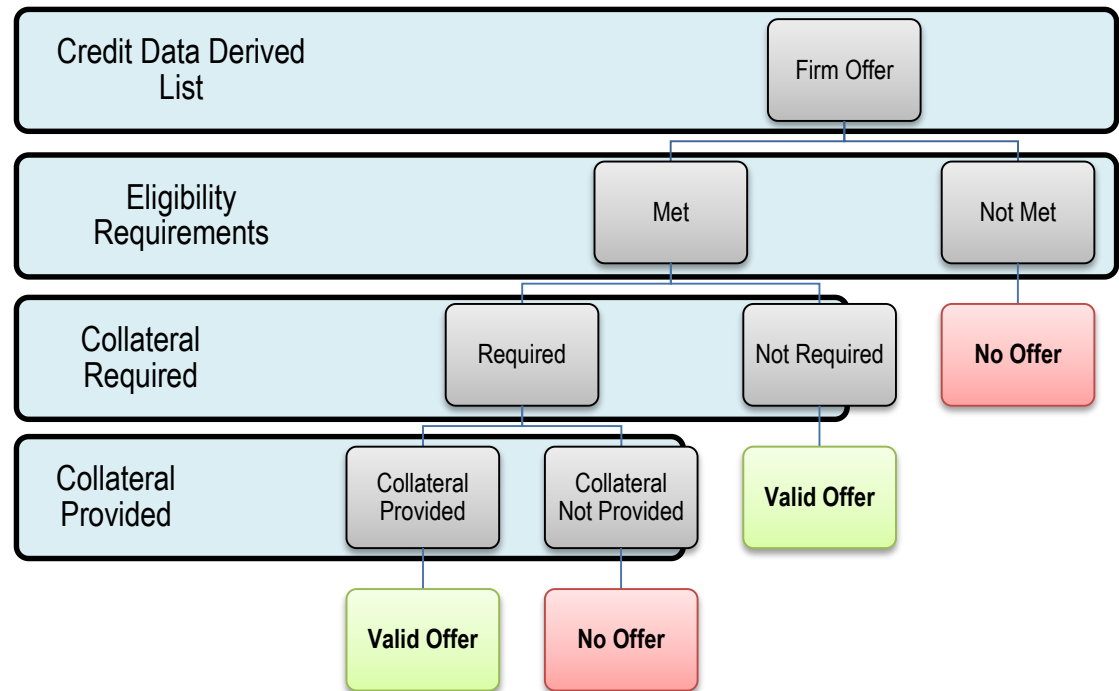 Credit Data Derived
List
Firm Offer
Eligibility
Requirements
Met
Not Met
Collateral
Required
Required
Not Required
No Offer
Collateral
Provided
Collateral
Provided
Collateral
Not Provided
Valid Offer
Valid Offer
No Offer